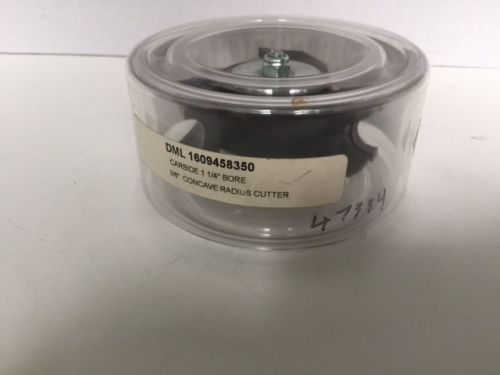 DML 1609458350
CARBIDE 1 1/4" BORE
3/8" CONCAVE RADIUS CUTTER
47334